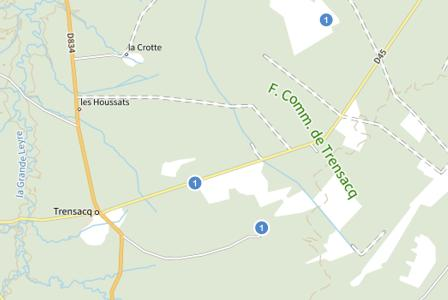 1
D834
la Crotte
D45
les Houssats
F. Comm. de Trensacq
la Grande Leyre
1
Trensacq
1